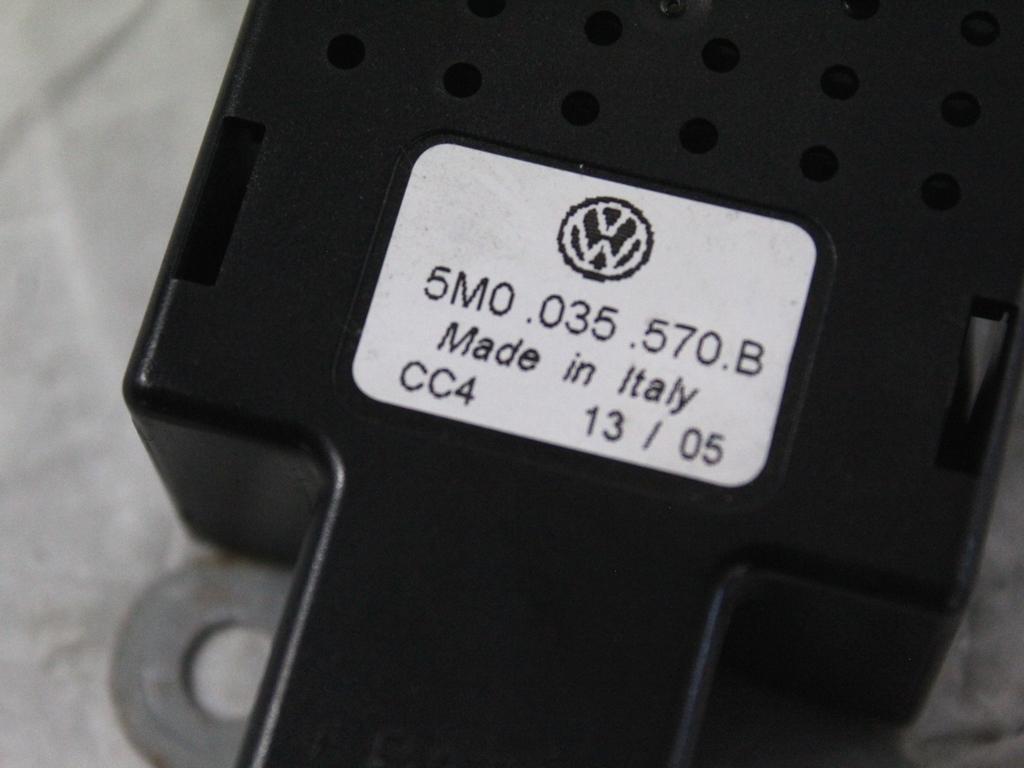 5M0 .035 .570.B
Made in Italy
CC4 13 / 05